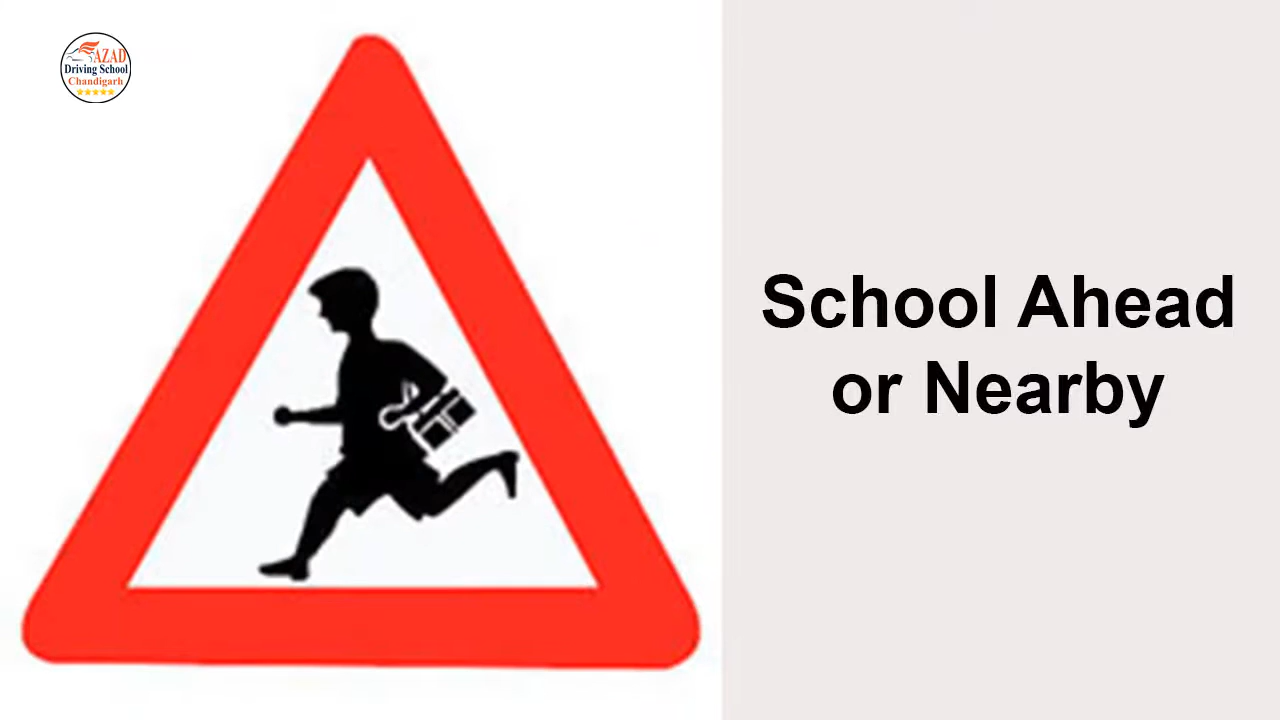 AZAD
Driving School
Chandigarh
School Ahead
or Nearby